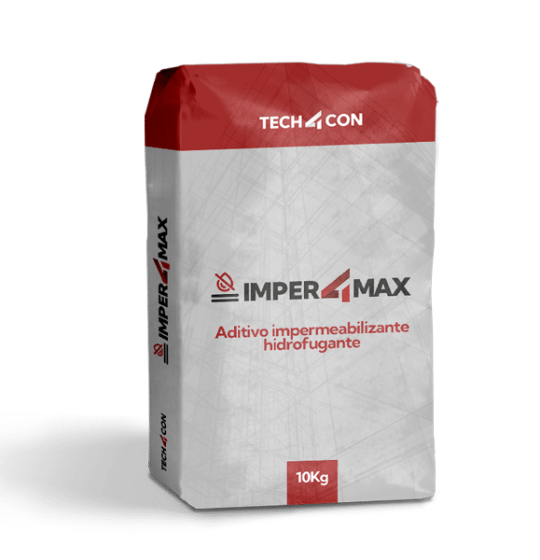 TECH4CON
IMPER4MAX
Aditivo impermeabilizante
hidrofugante
10Kg
IMPER4MAX
TECH4CON